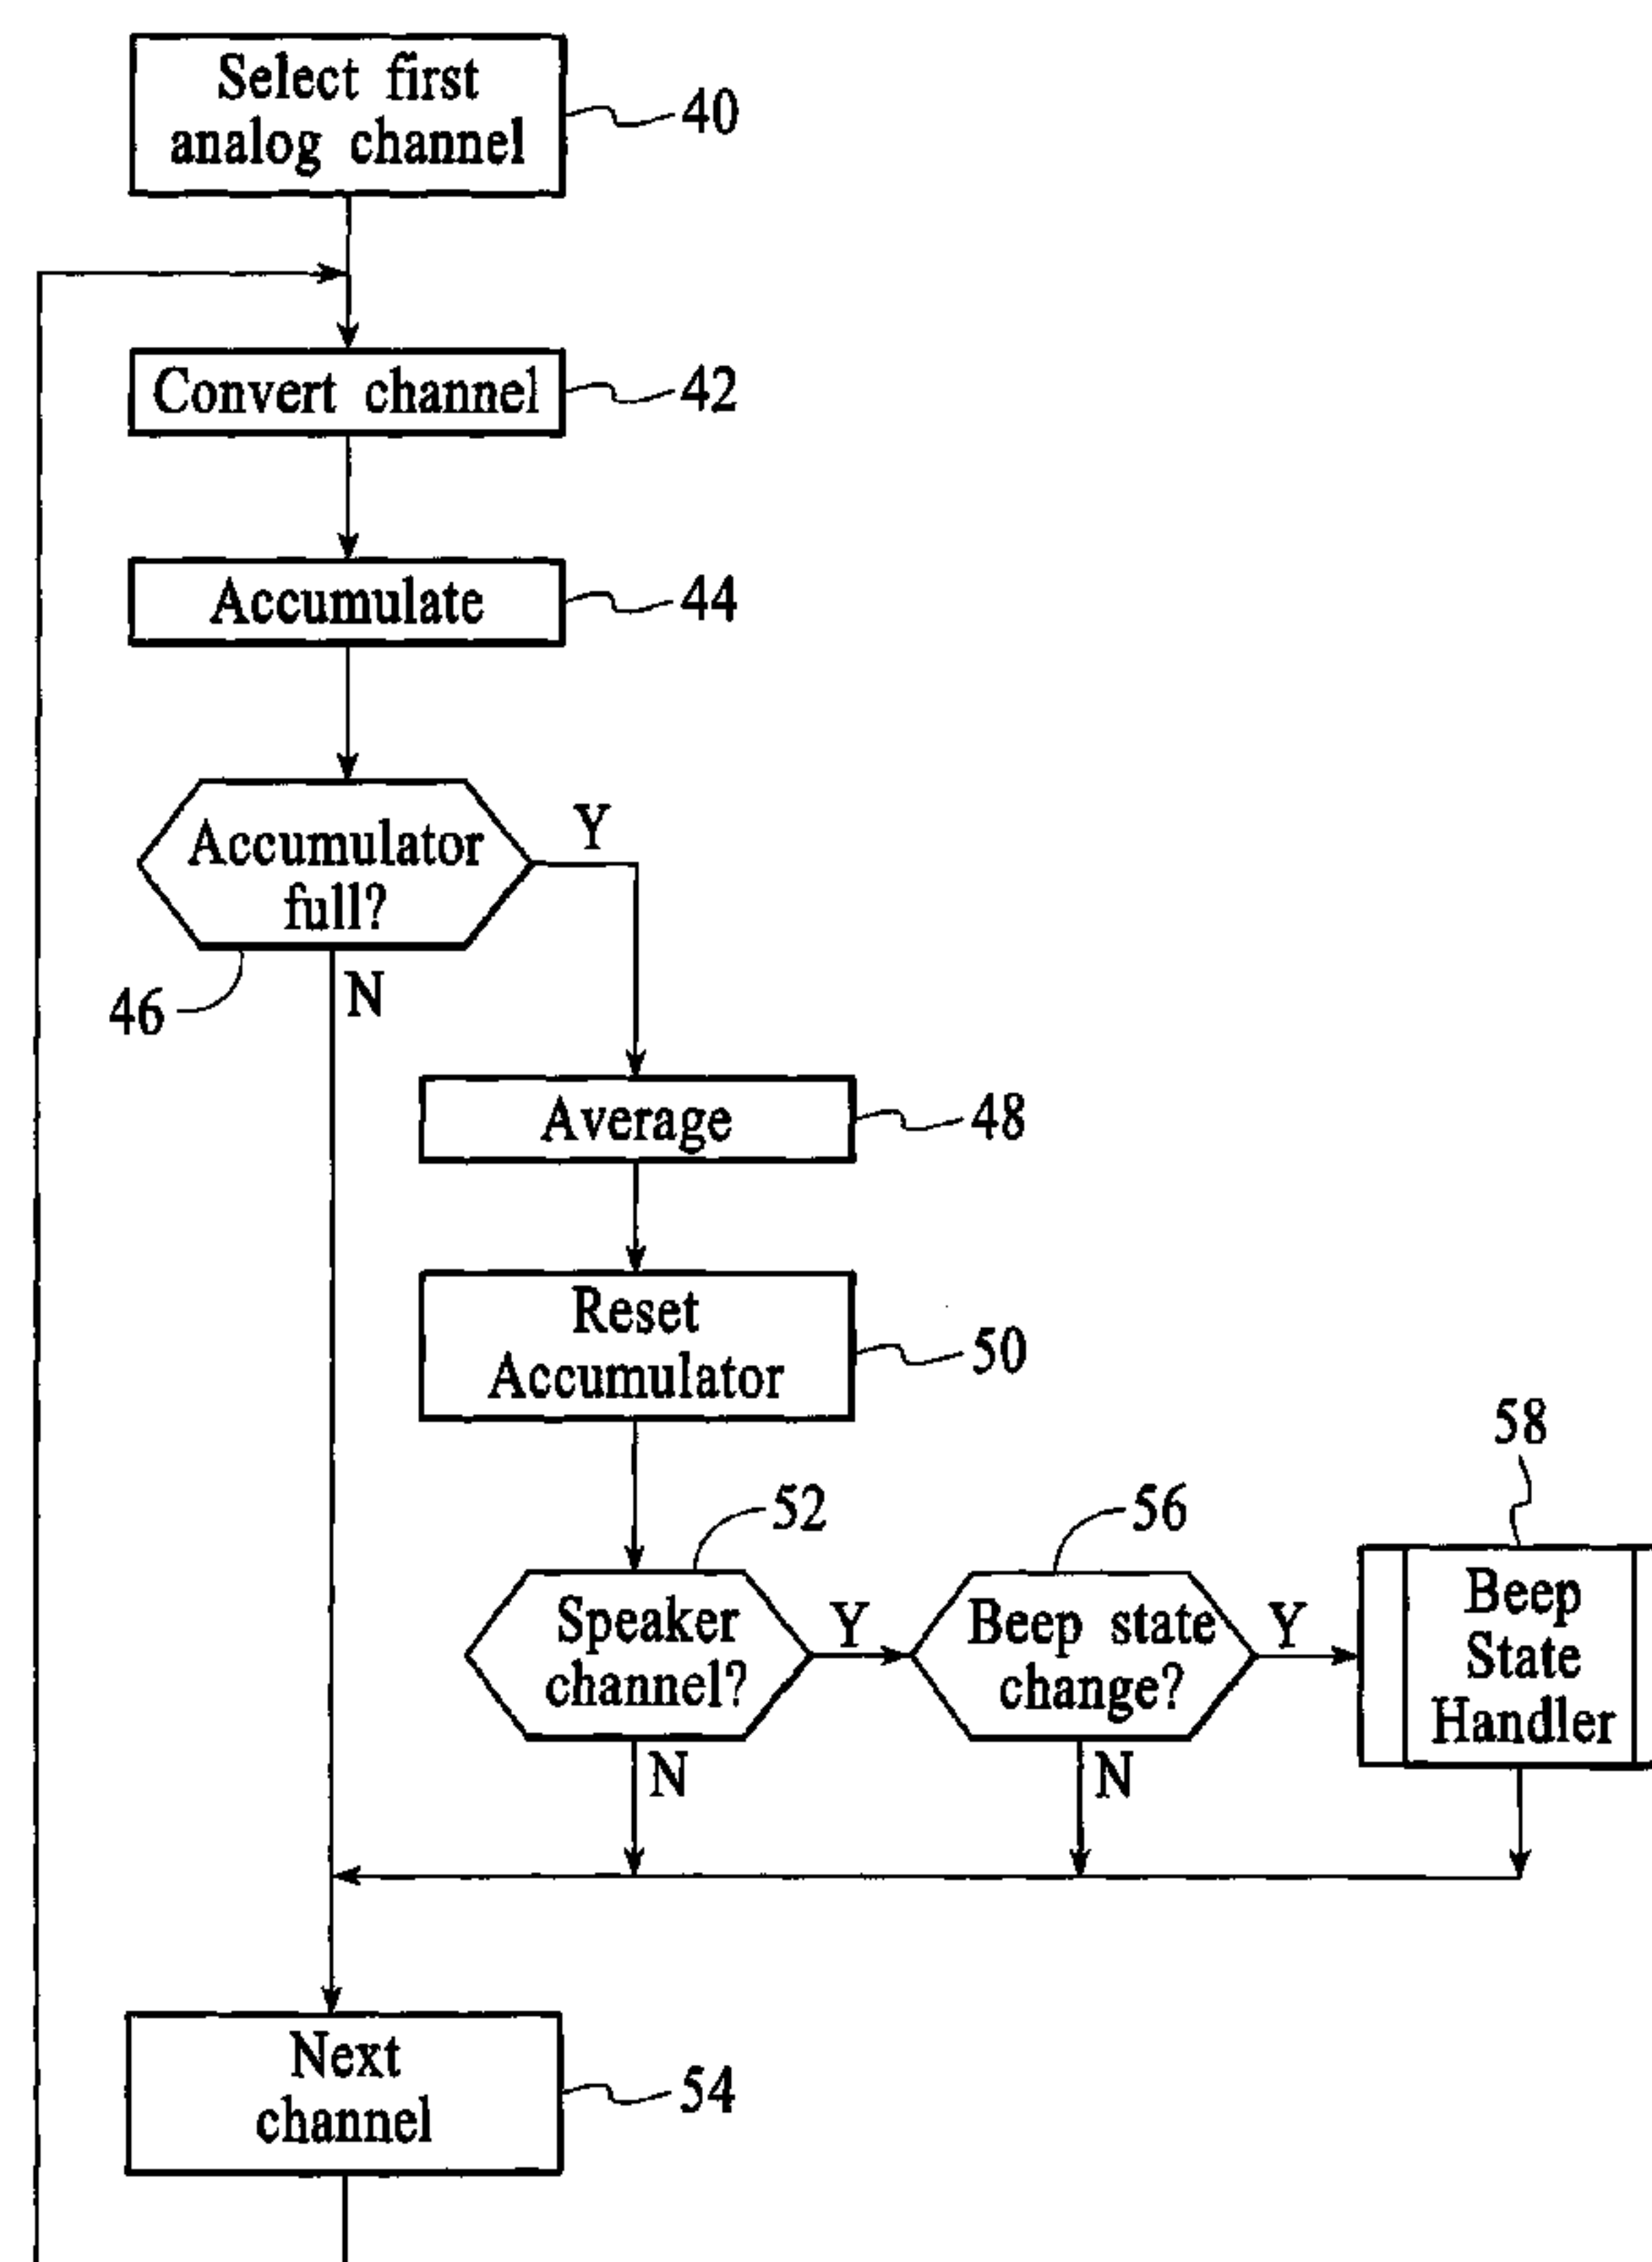 Select first
analog channel
40
Convert channel
42
Accumulate
44
Accumulator
full?
Y
N
46
Average
48
Reset
Accumulator
50
52
56
58
Speaker
channel?
Y
Beep state
change?
Y
Beep
State
Handler
N
N
Next
channel
54